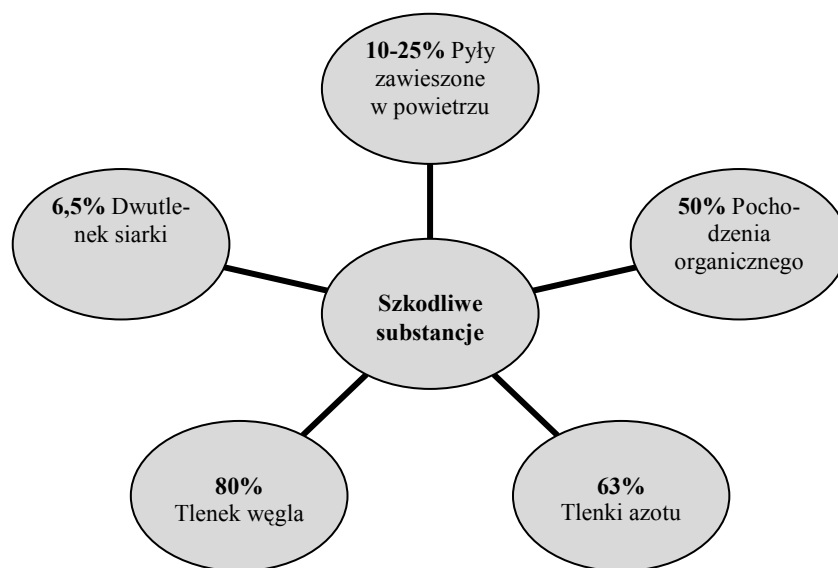 10-25% Pyły
zawieszone
w powietrzu
6,5% Dwutle-
nek siarki
50% Pocho-
dzenia
organicznego
Szkodliwe
substancje
80%
Tlenek węgla
63%
Tlenki azotu